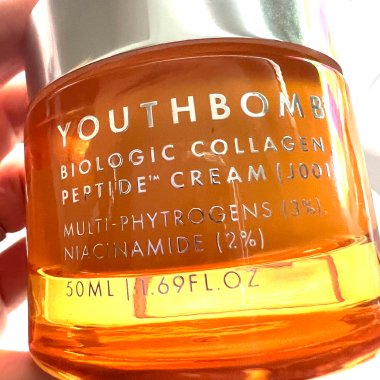 YOUTHBOMB
BIOLOGIC COLLAGEN
PEPTIDE™ CREAM [J001]
MULTI-PHYTROGENS (3%),
NIACINAMIDE (2%)
50ML | 1.69FL.OZ